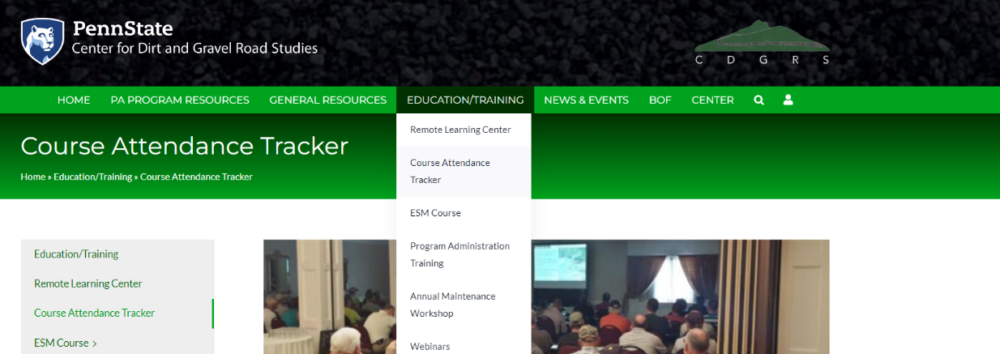 PennState
Center for Dirt and Gravel Road Studies
C D G R S
HOME PA PROGRAM RESOURCES GENERAL RESOURCES EDUCATION/TRAINING NEWS & EVENTS BOF CENTER
Remote Learning Center
Course Attendance
Tracker
ESM Course
Program Administration
Training
Annual Maintenance
Workshop
Webinars
Course Attendance Tracker
Home » Education/Training » Course Attendance Tracker
Education/Training
Remote Learning Center
Course Attendance Tracker
ESM Course >